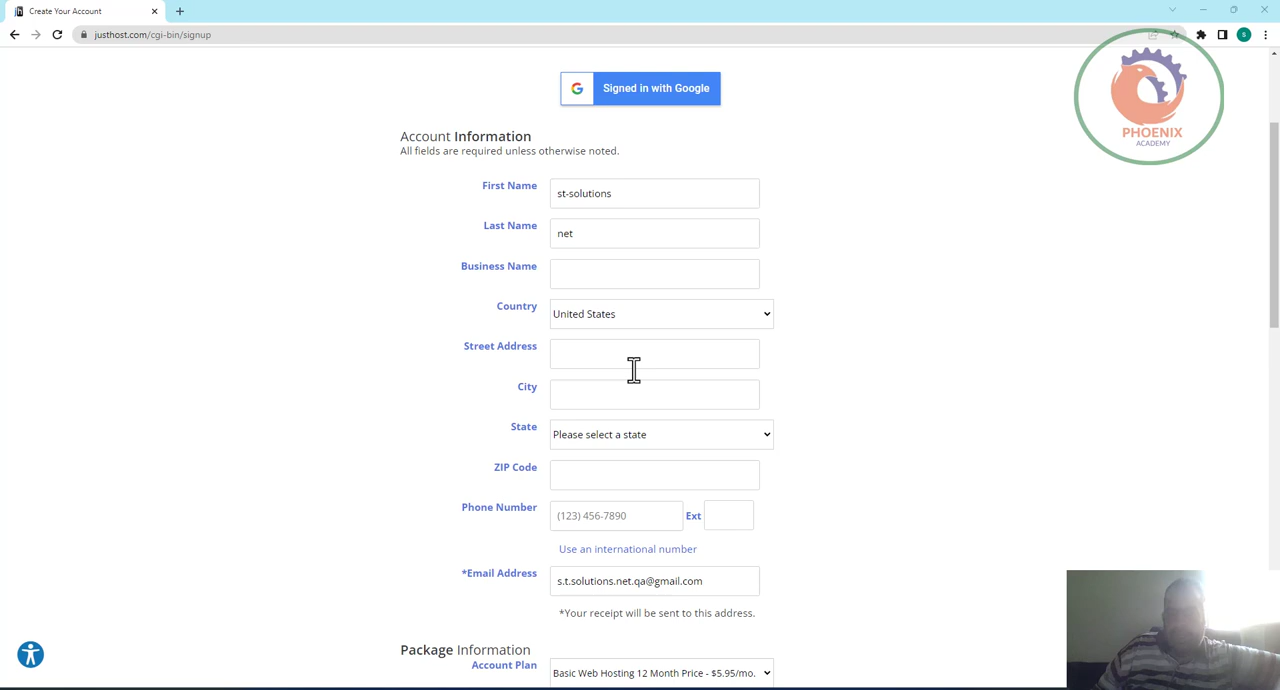 Create Your Account
justhost.com/cgi-bin/signup
S
G Signed in with Google
PHOENIX
ACADEMY
Account Information
All fields are required unless otherwise noted.
First Name st-solutions
Last Name net
Business Name
Country United States
Street Address
City
State Please select a state
ZIP Code
Phone Number (123) 456-7890 Ext
Use an international number
*Email Address s.t.solutions.net.qa@gmail.com
*Your receipt will be sent to this address.
Package Information
Account Plan Basic Web Hosting 12 Month Price - $5.95/mo.